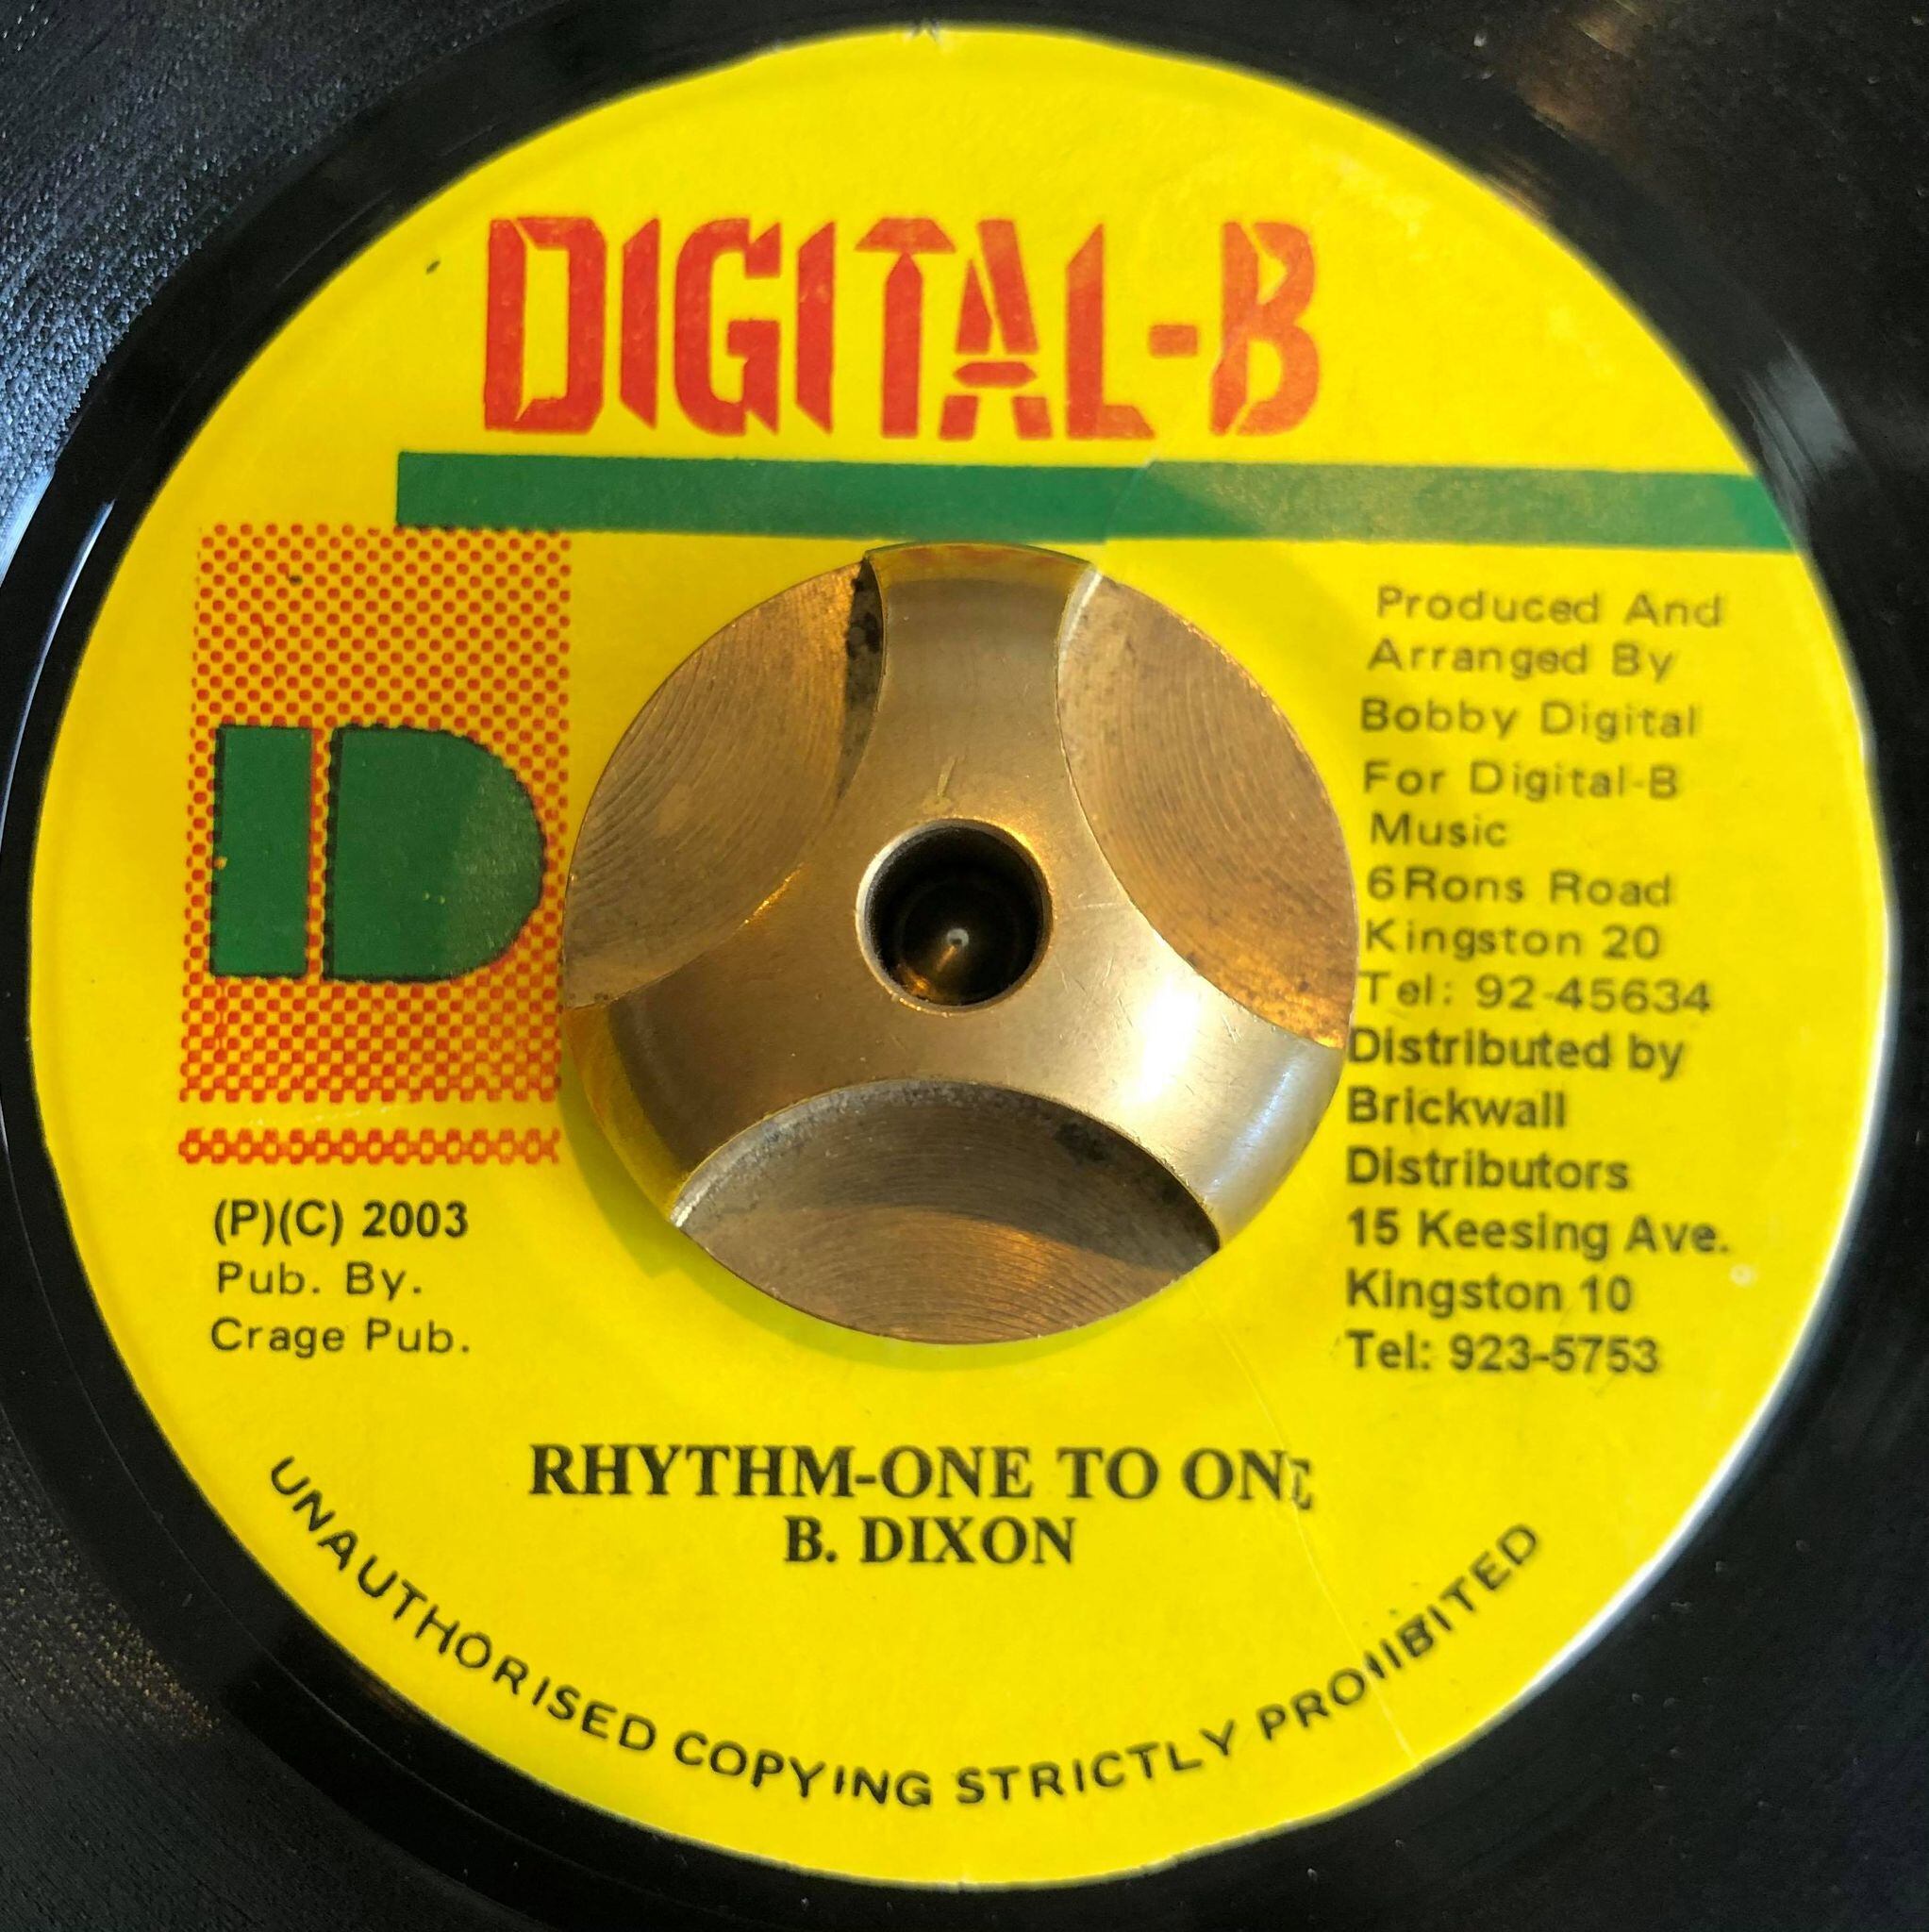 DIGITAL-B
Produced And
Arranged By
Bobby Digital
For Digital-B
Music
6 Rons Road
Kingston 20
Tel: 92-45634
Distributed by
Brickwall
Distributors
15 Keesing Ave.
Kingston 10
Tel: 923-5753
D
(P)(C) 2003
Pub. By.
Crage Pub.
RHYTHM-ONE TO ONE
B. DIXON
UNAUTHORISED COPYING STRICTLY PROHIBITED